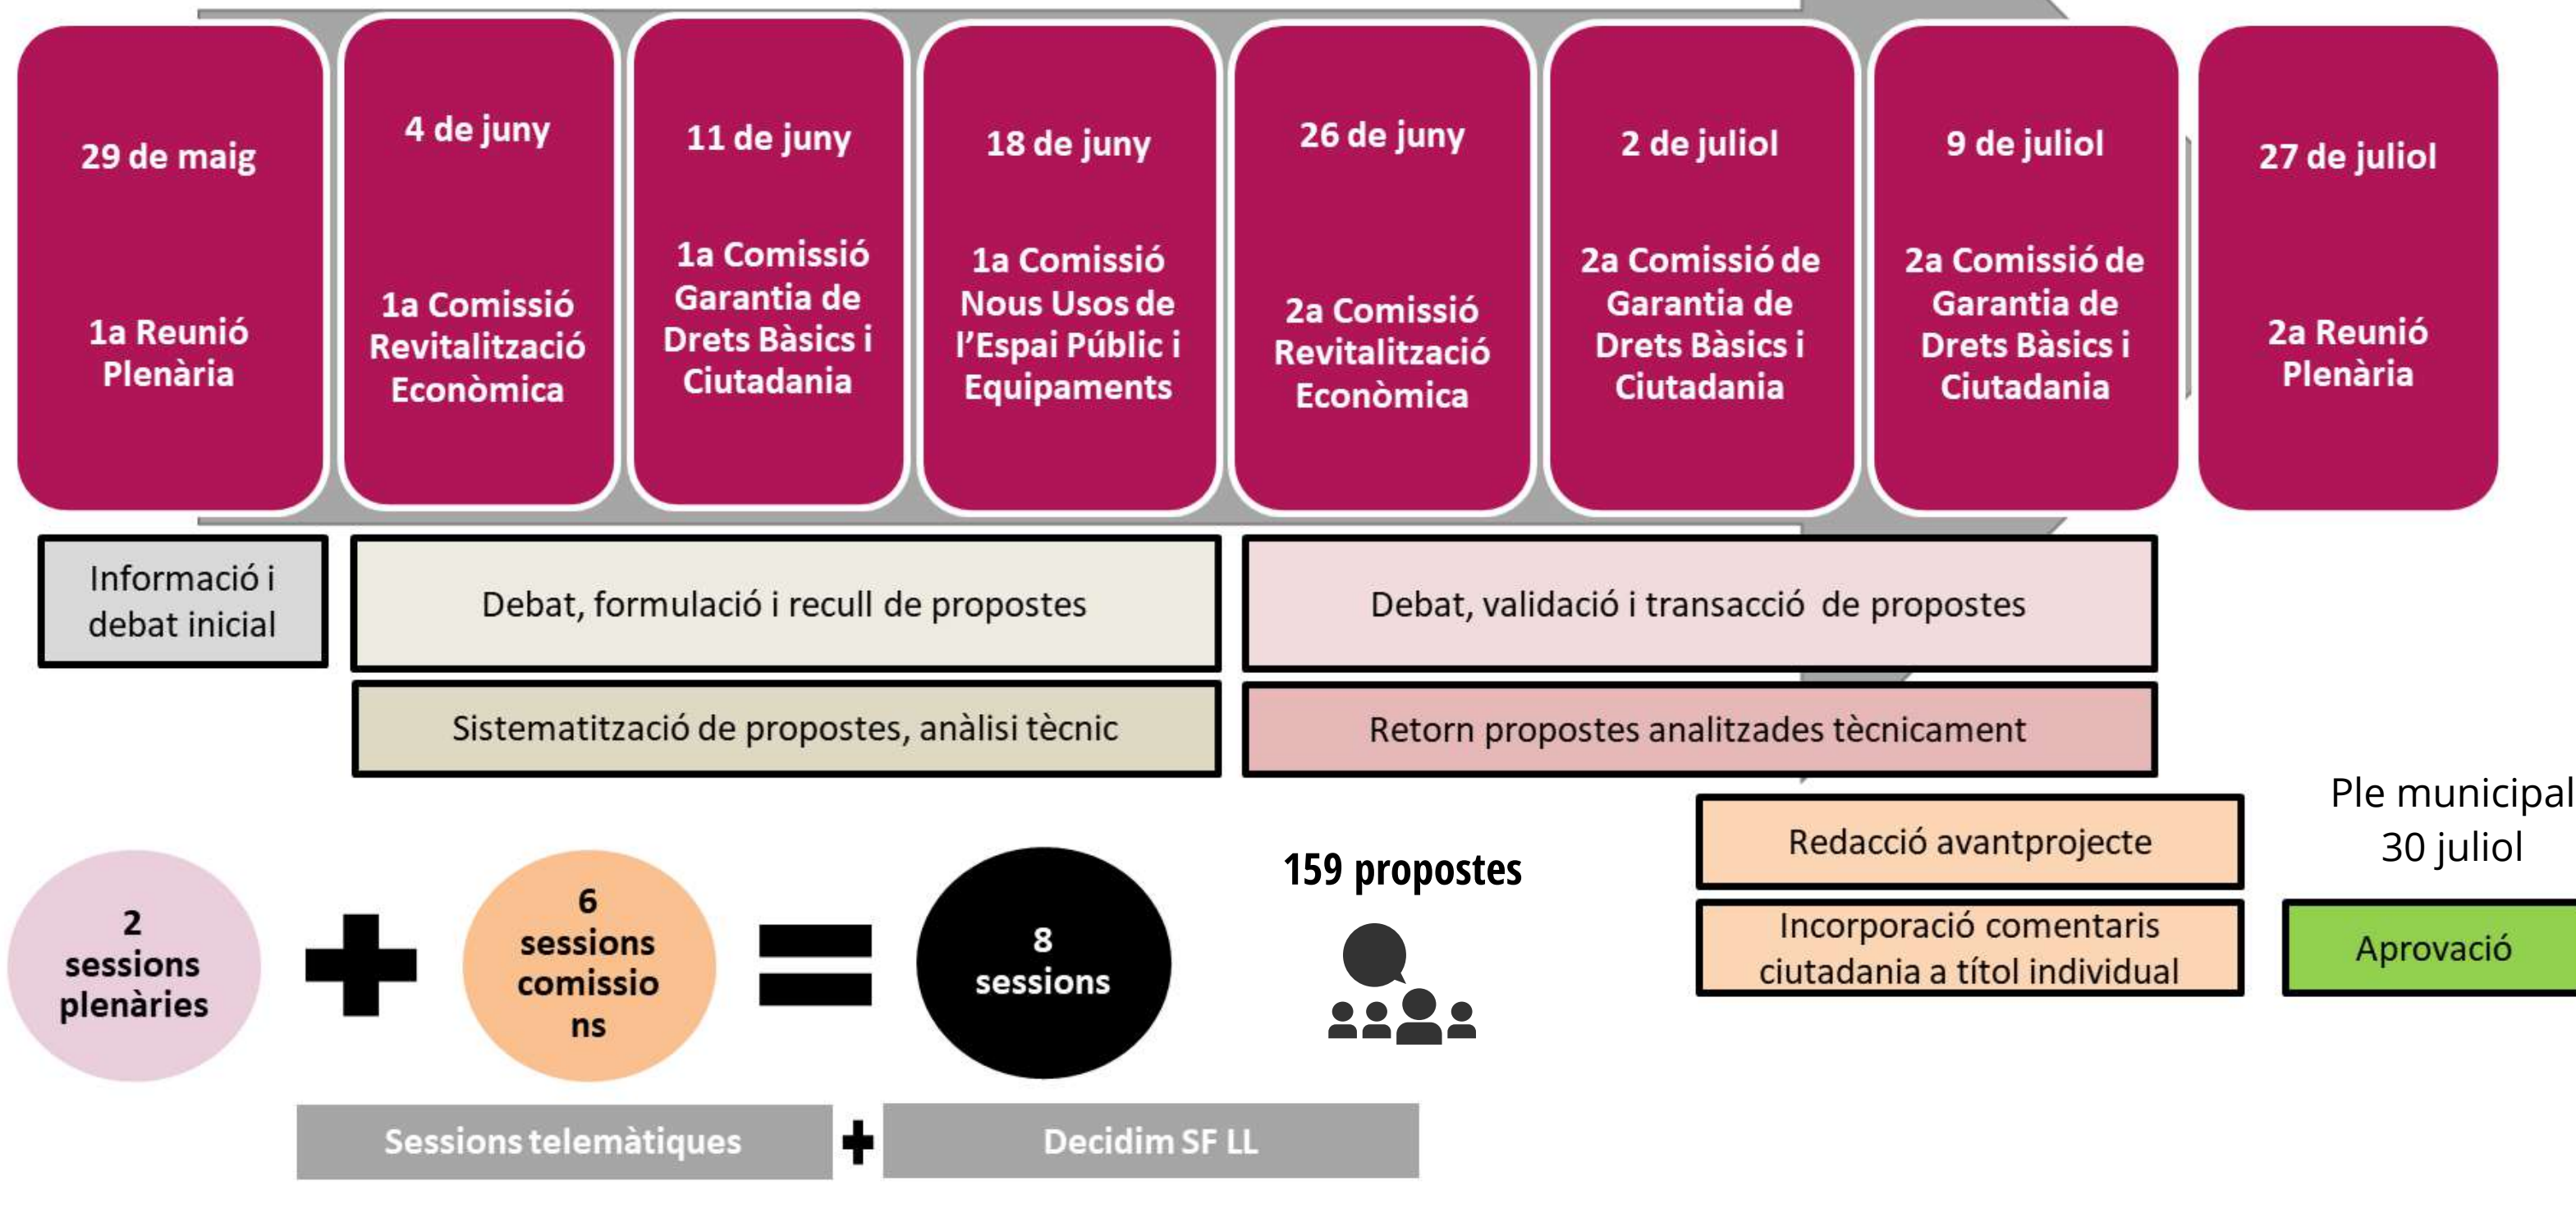 29 de maig
1a Reunió
Plenària
4 de juny
1a Comissió
Revitalització
Econòmica
11 de juny
1a Comissió
Garantia de
Drets Bàsics i
Ciutadania
18 de juny
1a Comissió
Nous Usos de
l'Espai Públic i
Equipaments
26 de juny
2a Comissió
Revitalització
Econòmica
2 de juliol
2a Comissió de
Garantia de
Drets Bàsics i
Ciutadania
9 de juliol
2a Comissió de
Garantia de
Drets Bàsics i
Ciutadania
27 de juliol
2a Reunió
Plenària
Informació i
debat inicial
Debat, formulació i recull de propostes
Debat, validació i transacció de propostes
Sistematització de propostes, anàlisi tècnic
Retorn propostes analitzades tècnicament
Redacció avantprojecte
Incorporació comentaris
ciutadania a títol individual
Ple municipal
30 juliol
Aprovació
2
sessions
plenàries
6
sessions
comissio
ns
8
sessions
159 propostes
Sessions telemàtiques
Decidim SF LL